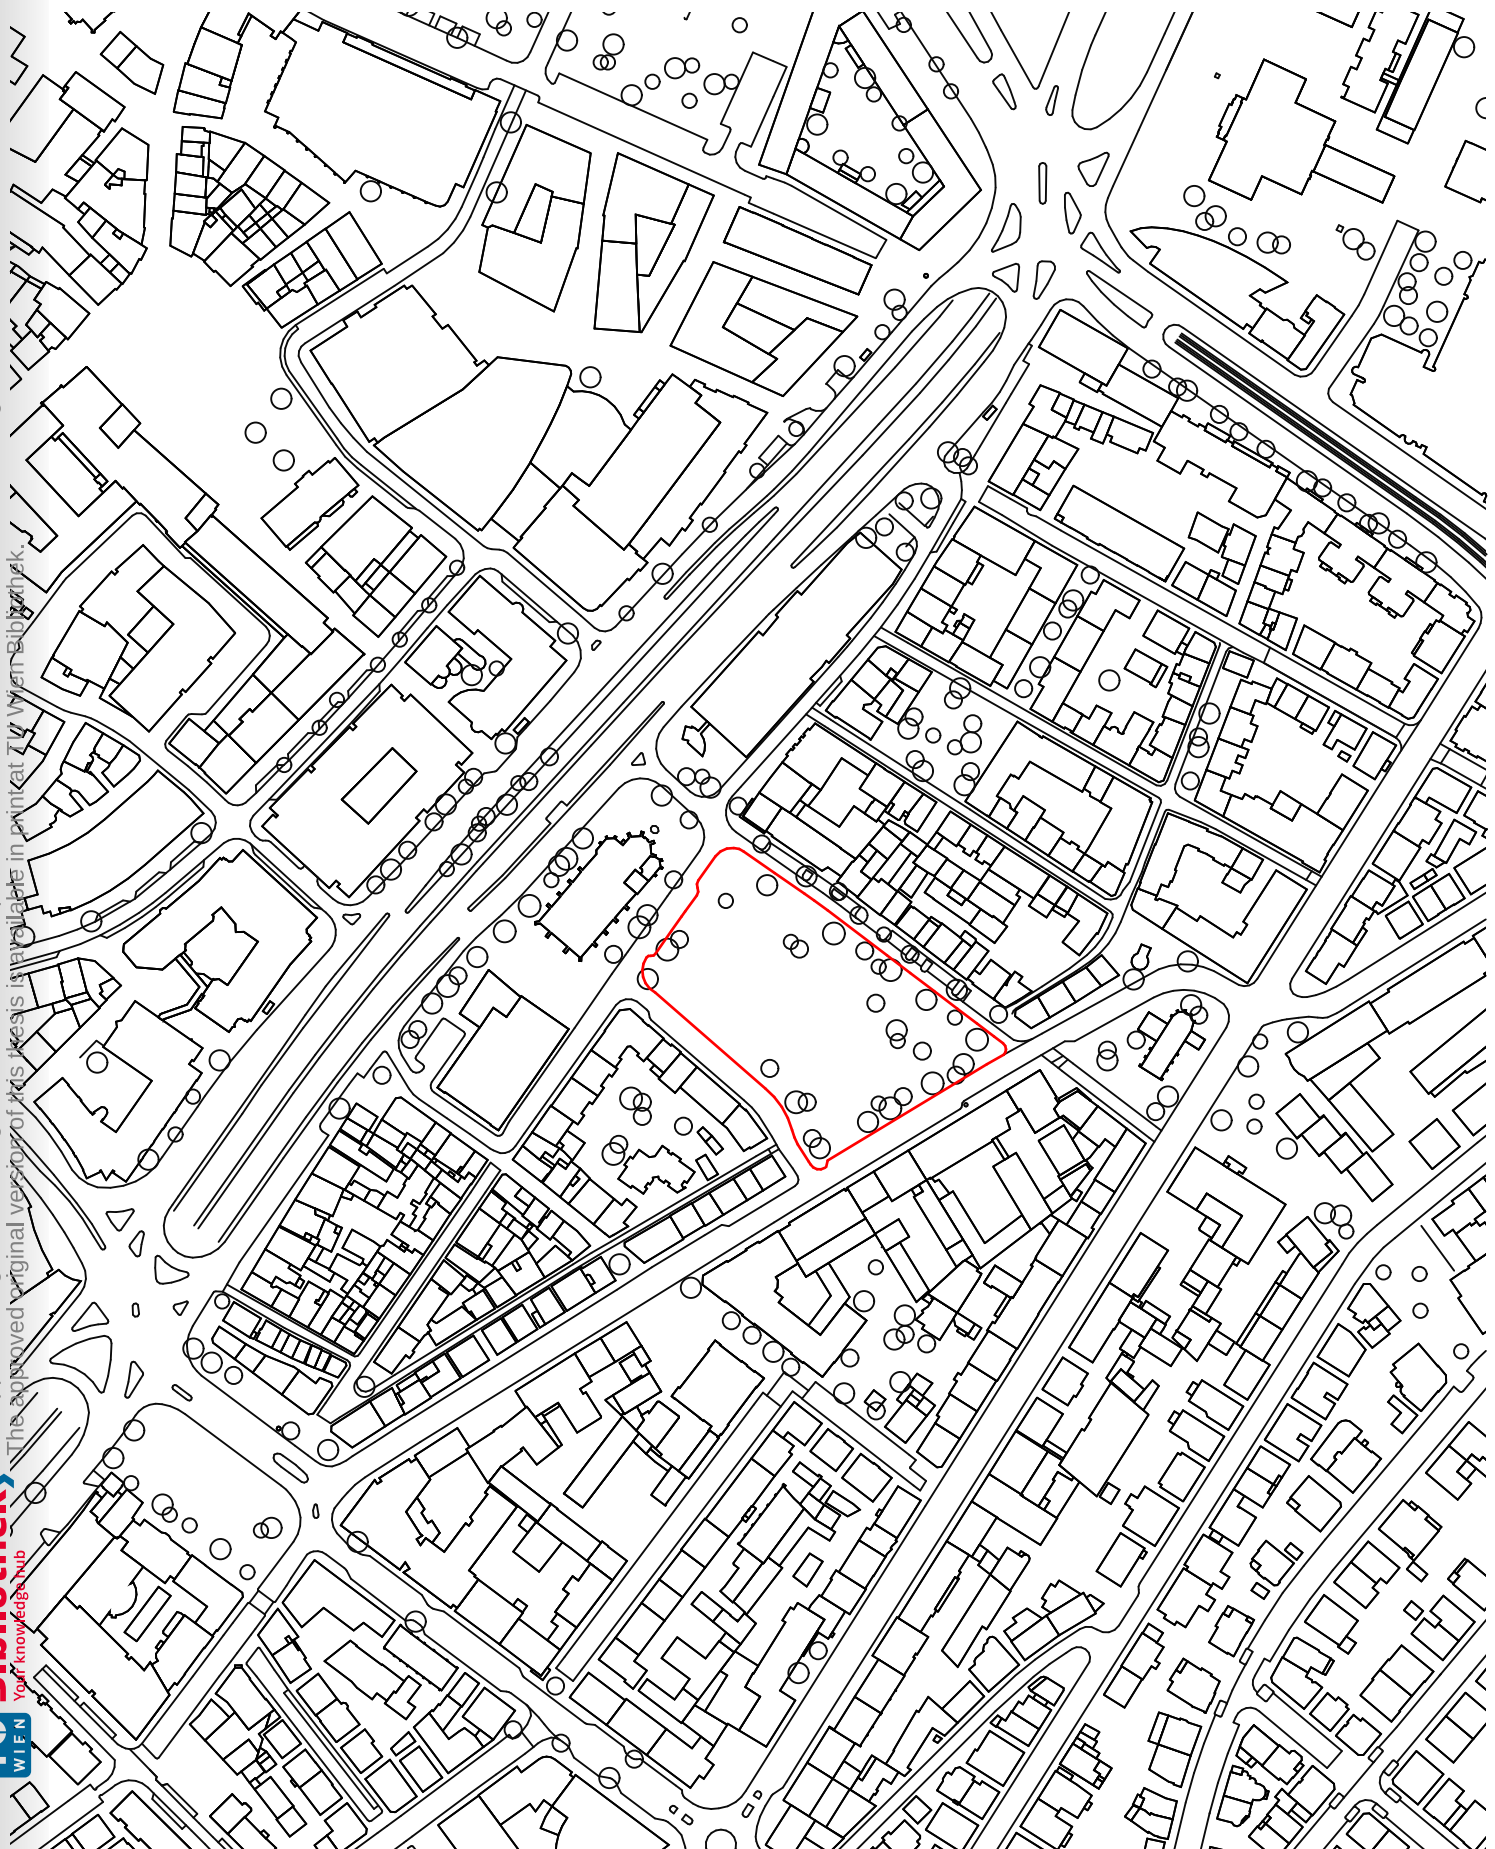 The approved original version of this thesis is available in print at TU Wien Bibliothek.
Bibliothek
Your knowledge hub
WIEN